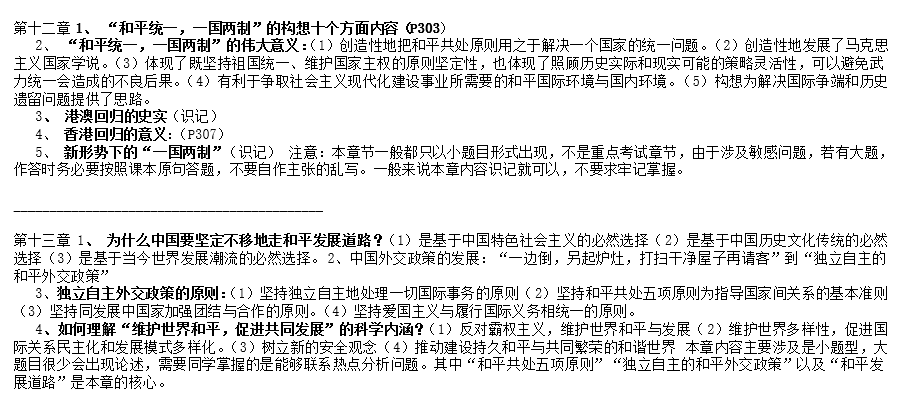 第十二章 1、 “和平统一，一国两制”的构想十个方面内容（P303）
2、 “和平统一，一国两制”的伟大意义：（1）创造性地把和平共处原则用之于解决一个国家的统一问题。（2）创造性地发展了马克思
主义国家学说。（3）体现了既坚持祖国统一、维护国家主权的原则坚定性，也体现了照顾历史实际和现实可能的策略灵活性，可以避免武
力统一会造成的不良后果。（4）有利于争取社会主义现代化建设事业所需要的和平国际环境与国内环境。（5）构想为解决国际争端和历史
遗留问题提供了思路。
3、 港澳回归的史实（识记）
4、 香港回归的意义：（P307）
5、 新形势下的“一国两制”（识记） 注意：本章节一般都只以小题目形式出现，不是重点考试章节，由于涉及敏感问题，若有大题，
作答时务必要按照课本原句答题，不要自作主张的乱写。一般来说本章内容识记就可以，不要求牢记掌握。
___________________________________________
第十三章 1、 为什么中国要坚定不移地走和平发展道路？（1）是基于中国特色社会主义的必然选择（2）是基于中国历史文化传统的必然
选择（3）是基于当今世界发展潮流的必然选择。2、中国外交政策的发展：“一边倒，另起炉灶，打扫干净屋子再请客”到“独立自主的
和平外交政策”
3、独立自主外交政策的原则：（1）坚持独立自主地处理一切国际事务的原则（2）坚持和平共处五项原则为指导国家间关系的基本准则
（3）坚持同发展中国家加强团结与合作的原则。（4）坚持爱国主义与履行国际义务相统一的原则。
4、如何理解“维护世界和平，促进共同发展”的科学内涵？（1）反对霸权主义，维护世界和平与发展（2）维护世界多样性，促进国
际关系民主化和发展模式多样化。（3）树立新的安全观念（4）推动建设持久和平与共同繁荣的和谐世界 本章内容主要涉及是小题型，大
题目很少会出现论述，需要同学掌握的是能够联系热点分析问题。其中“和平共处五项原则”“独立自主的和平外交政策”以及“和平发
展道路”是本章的核心。